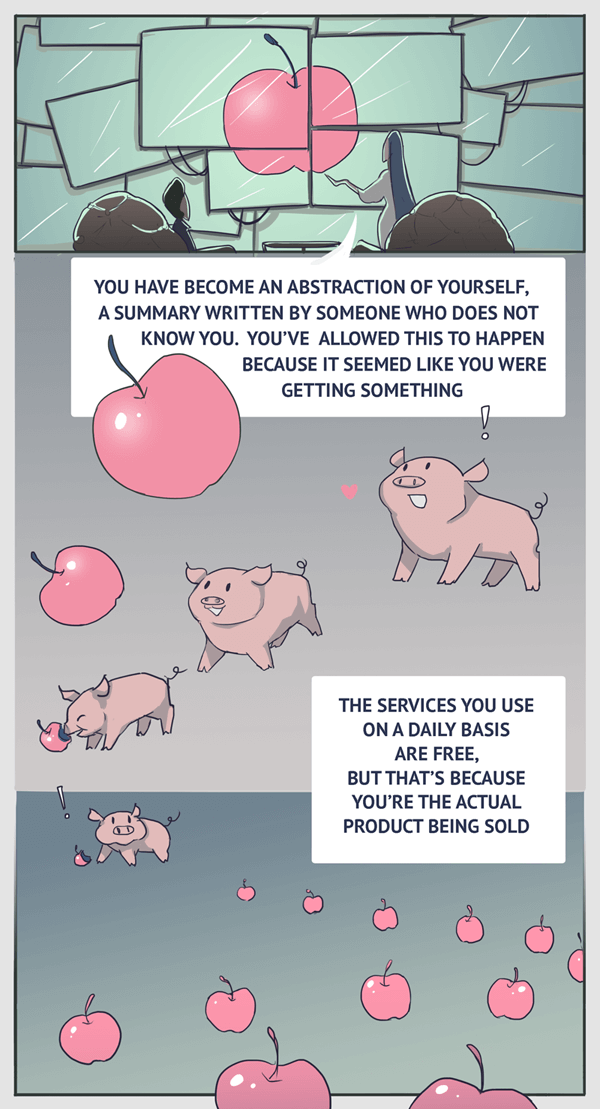 YOU HAVE BECOME AN ABSTRACTION OF YOURSELF,
A SUMMARY WRITTEN BY SOMEONE WHO DOES NOT
KNOW YOU. YOU'VE ALLOWED THIS TO HAPPEN
BECAUSE IT SEEMED LIKE YOU WERE
GETTING SOMETHING
!
THE SERVICES YOU USE
ON A DAILY BASIS
ARE FREE,
BUT THAT'S BECAUSE
YOU'RE THE ACTUAL
PRODUCT BEING SOLD
!